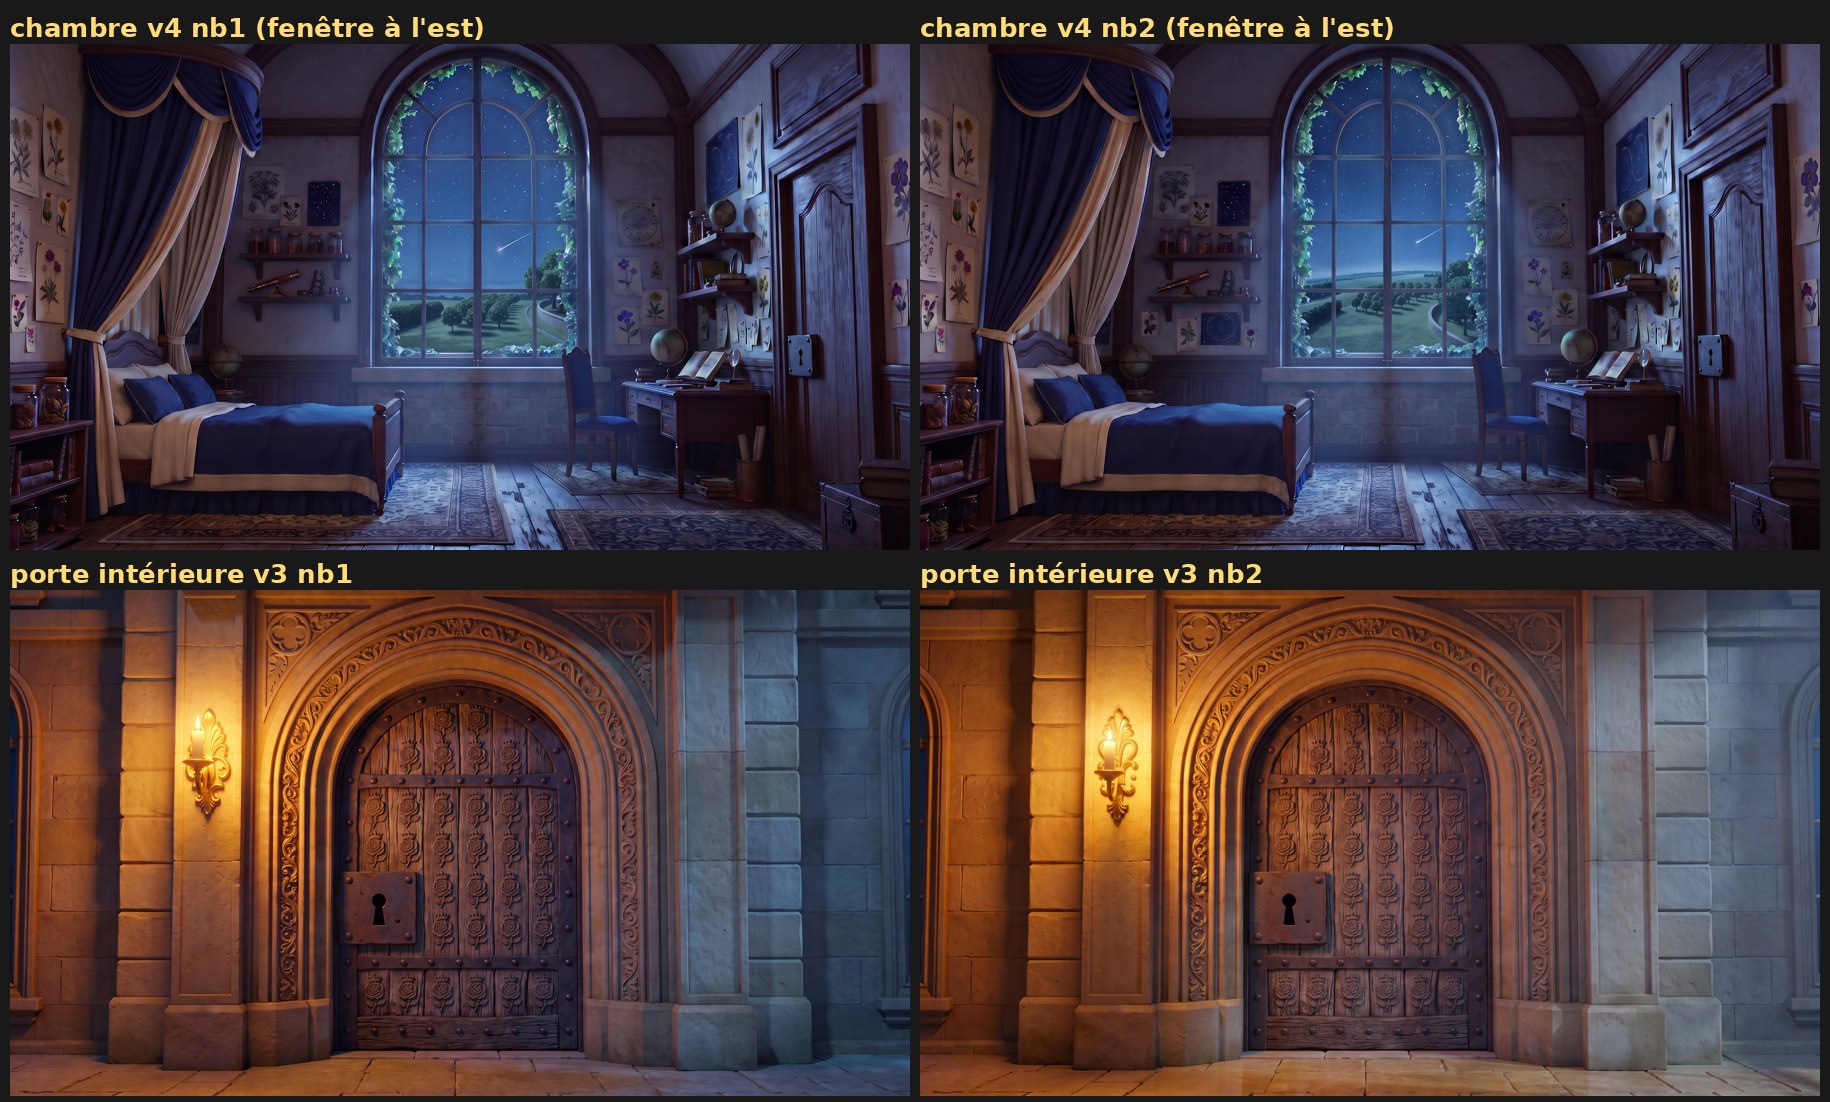 chambre v4 nb1 (fenêtre à l'est)
chambre v4 nb2 (fenêtre à l'est)
porte intérieure v3 nb1
porte intérieure v3 nb2